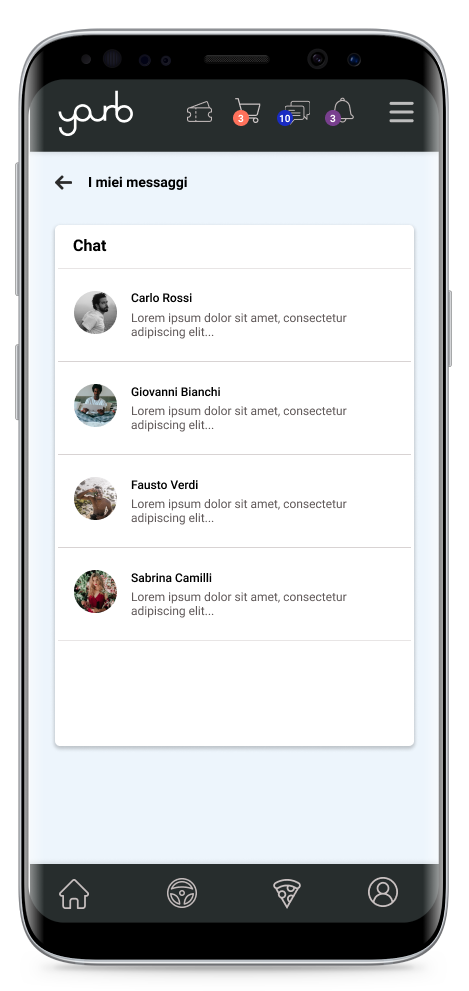 yourb
3
10
3
I miei messaggi
Chat
Carlo Rossi
Lorem ipsum dolor sit amet, consectetur
adipiscing elit...
Giovanni Bianchi
Lorem ipsum dolor sit amet, consectetur
adipiscing elit...
Fausto Verdi
Lorem ipsum dolor sit amet, consectetur
adipiscing elit...
Sabrina Camilli
Lorem ipsum dolor sit amet, consectetur
adipiscing elit...